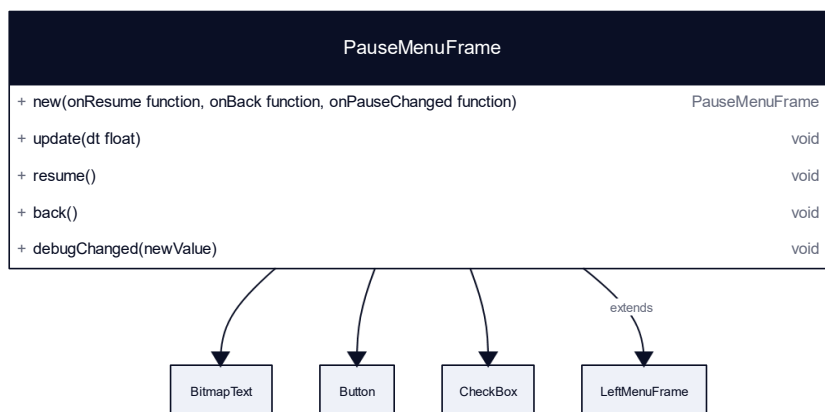 PauseMenuFrame
+ new(onResume function, onBack function, onPauseChanged function) PauseMenuFrame
+ update(dt float) void
+ resume() void
+ back() void
+ debugChanged(newValue) void
extends
BitmapText Button CheckBox LeftMenuFrame